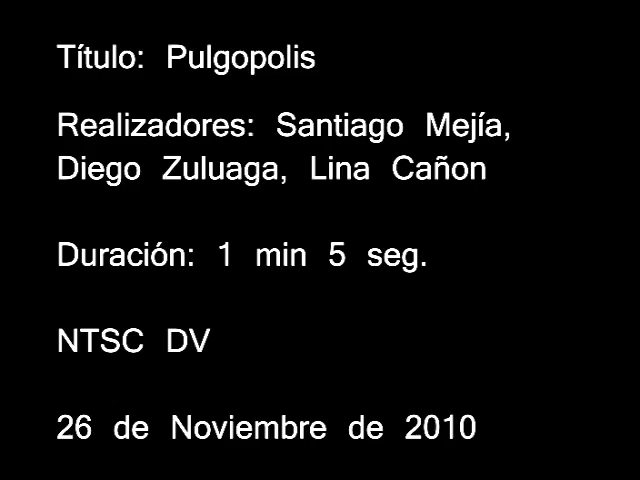 Título: Pulgopolis
Realizadores: Santiago Mejía,
Diego Zuluaga, Lina Cañon
Duración: 1 min 5 seg.
NTSC DV
26 de Noviembre de 2010